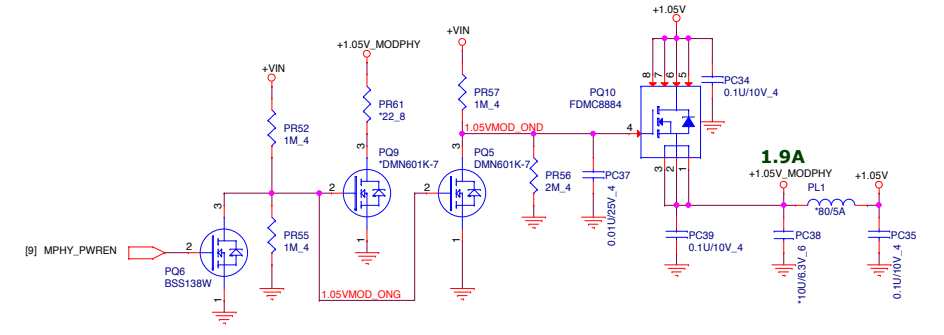 +1.05V
+1.05V_MODPHY
+VIN
+VIN
8
7
6
5
PC34
0.1U/10V_4
PQ10
FDMC8884
PR57
1M_4
PR61
*22_8
PR52
1M_4
1.05VMOD_OND
4
3
PQ9
*DMN601K-7
3
PQ5
DMN601K-7
1.9A
+1.05V_MODPHY
+1.05V
3
2
1
PR56
2M_4
PC37
0.01U/25V_4
PL1
*80/5A
2
2
3
PR55
1M_4
[9] MPHY_PWREN
2
PQ6
BSS138W
1
1
1
1.05VMOD_ONG
PC39
0.1U/10V_4
PC38
*10U/6.3V_6
PC35
0.1U/10V_4